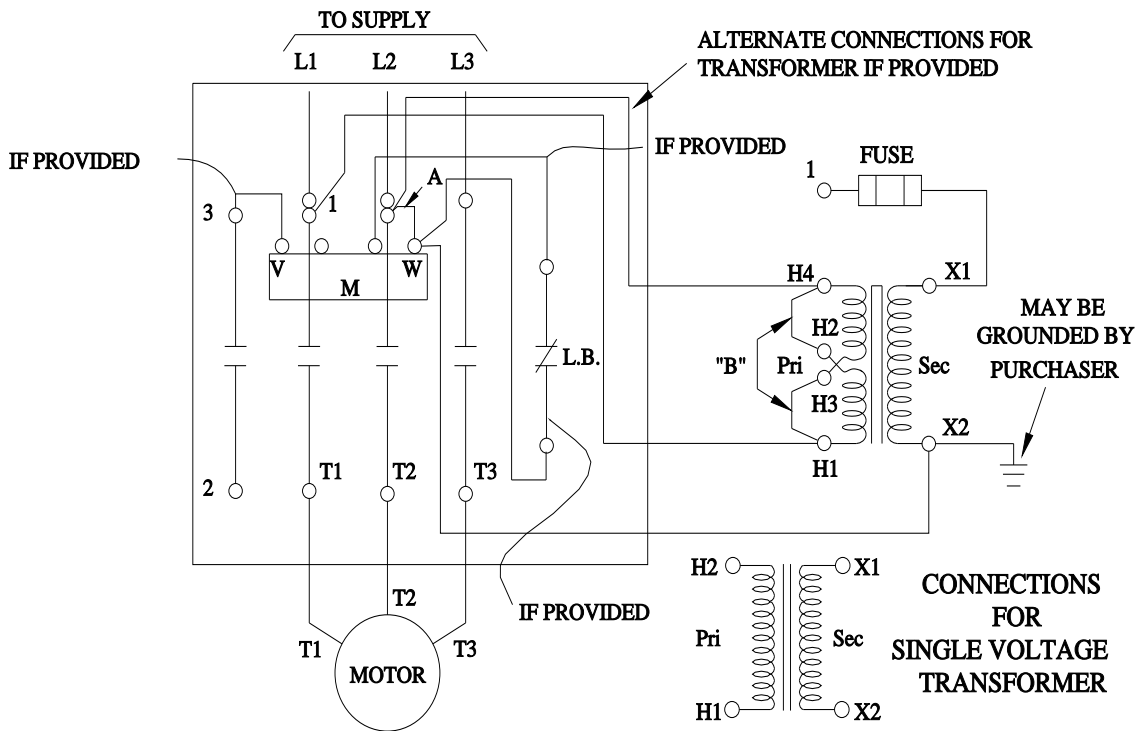 TO SUPPLY
L1 L2 L3
ALTERNATE CONNECTIONS FOR
TRANSFORMER IF PROVIDED
IF PROVIDED
IF PROVIDED
A
1
FUSE
3
1
V
W
M
H4
X1
MAY BE
GROUNDED BY
PURCHASER
H2
"B"
Pri
Sec
L.B.
H3
X2
H1
2
T1
T2
T3
H2
X1
CONNECTIONS
FOR
SINGLE VOLTAGE
TRANSFORMER
T2
IF PROVIDED
T1
T3
Pri
Sec
MOTOR
H1
X2